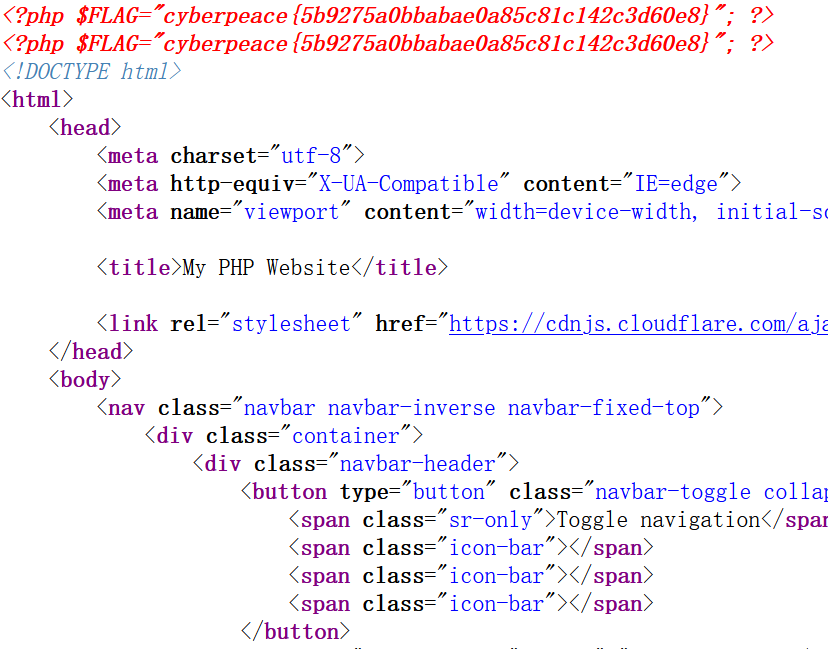 <?php $FLAG="cyberpeace{5b9275a0bbabae0a85c81c142c3d60e8}"; ?>
<?php $FLAG="cyberpeace{5b9275a0bbabae0a85c81c142c3d60e8}"; ?>
<!DOCTYPE html>
<html>
<head>
<meta charset="utf-8">
<meta http-equiv="X-UA-Compatible" content="IE=edge">
<meta name="viewport" content="width=device-width, initial-sc
<title>My PHP Website</title>
<link rel="stylesheet" href="https://cdnjs.cloudflare.com/aja
</head>
<body>
<nav class="navbar navbar-inverse navbar-fixed-top">
<div class="container">
<div class="navbar-header">
<button type="button" class="navbar-toggle collap
<span class="sr-only">Toggle navigation</span
<span class="icon-bar"></span>
<span class="icon-bar"></span>
<span class="icon-bar"></span>
</button>